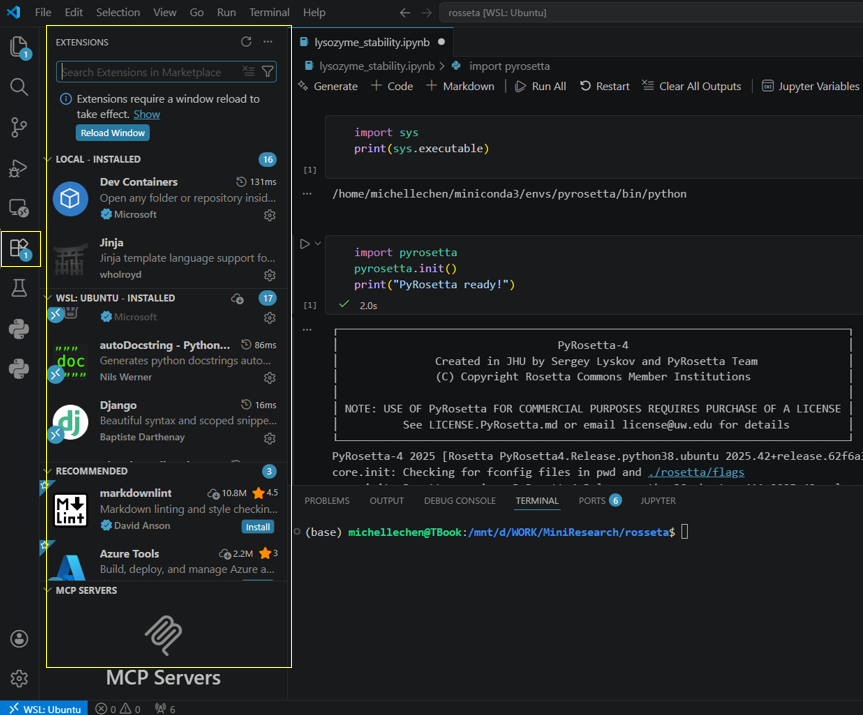 File Edit Selection View Go Run Terminal Help
rosseta [WSL: Ubuntu]
1
1
EXTENSIONS
Search Extensions in Marketplace
Extensions require a window reload to
take effect. Show
Reload Window
LOCAL - INSTALLED 16
Dev Containers 131ms
Open any folder or repository insid...
Microsoft
Jinja
Jinja template language support fo...
wholroyd
WSL: UBUNTU - INSTALLED 17
Microsoft
autoDocstring - Python... 86ms
Generates python docstrings auto...
Nils Werner
"""
doc
"""
Django 16ms
Beautiful syntax and scoped snippe...
Baptiste Darthenay
dj
RECOMMENDED 3
markdownlint 10.8M 4.5
Markdown linting and style checkin...
David Anson Install
M
Lint
Azure Tools 2.2M 3
Build, deploy, and manage Azure a...
MCP SERVERS
MCP Servers
lysozyme_stability.ipynb
lysozyme_stability.ipynb > import pyrosetta
Generate + Code + Markdown Run All Restart Clear All Outputs Jupyter Variables
import sys
print(sys.executable)
[1]
... /home/michellechen/miniconda3/envs/pyrosetta/bin/python
import pyrosetta
pyrosetta.init()
print("PyRosetta ready!")
[1] 2.0s
...
PyRosetta-4
Created in JHU by Sergey Lyskov and PyRosetta Team
(C) Copyright Rosetta Commons Member Institutions
NOTE: USE OF PyRosetta FOR COMMERCIAL PURPOSES REQUIRES PURCHASE OF A LICENSE
See LICENSE.PyRosetta.md or email license@uw.edu for details
PyRosetta-4 2025 [Rosetta PyRosetta4.Release.python38.ubuntu 2025.42+release.62f6a
core.init: Checking for fconfig files in pwd and ./rosetta/flags
PROBLEMS OUTPUT DEBUG CONSOLE TERMINAL PORTS 6 JUPYTER
(base) michellechen@TBook:/mnt/d/WORK/MiniResearch/rosseta$
WSL: Ubuntu 0 0 6